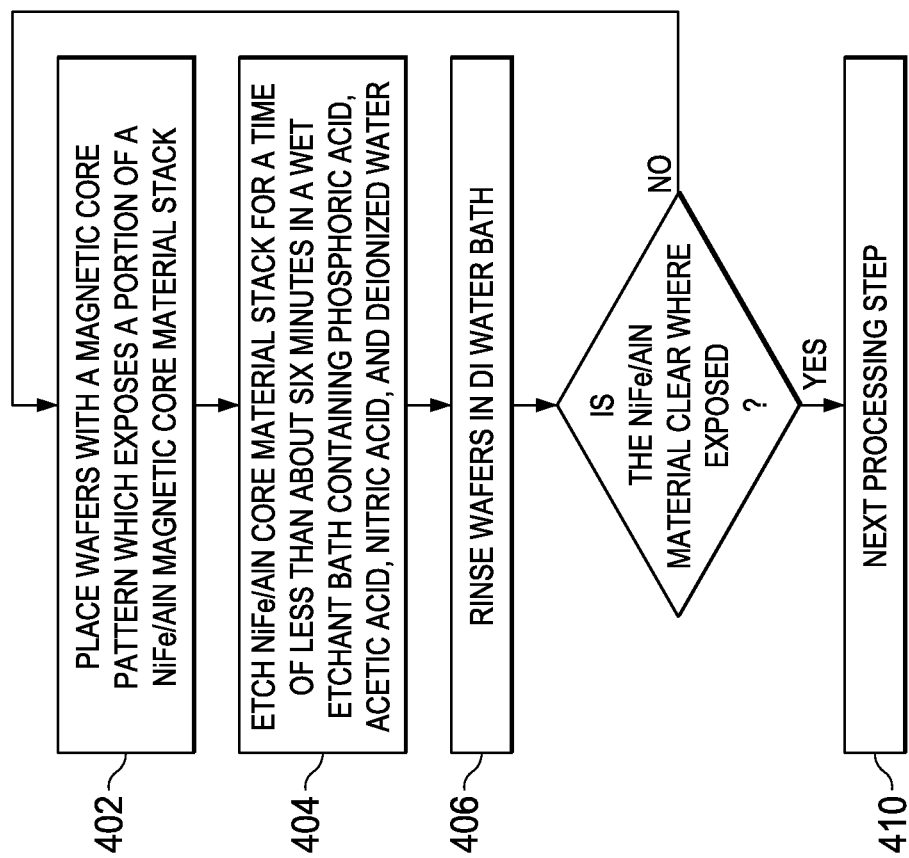 402
PLACE WAFERS WITH A MAGNETIC CORE
PATTERN WHICH EXPOSES A PORTION OF A
NiFe/AlN MAGNETIC CORE MATERIAL STACK
404
ETCH NiFe/AlN CORE MATERIAL STACK FOR A TIME
OF LESS THAN ABOUT SIX MINUTES IN A WET
ETCHANT BATH CONTAINING PHOSPHORIC ACID,
ACETIC ACID, NITRIC ACID, AND DEIONIZED WATER
406
RINSE WAFERS IN DI WATER BATH
IS
THE NiFe/AlN
MATERIAL CLEAR WHERE
EXPOSED
?
NO
YES
410
NEXT PROCESSING STEP